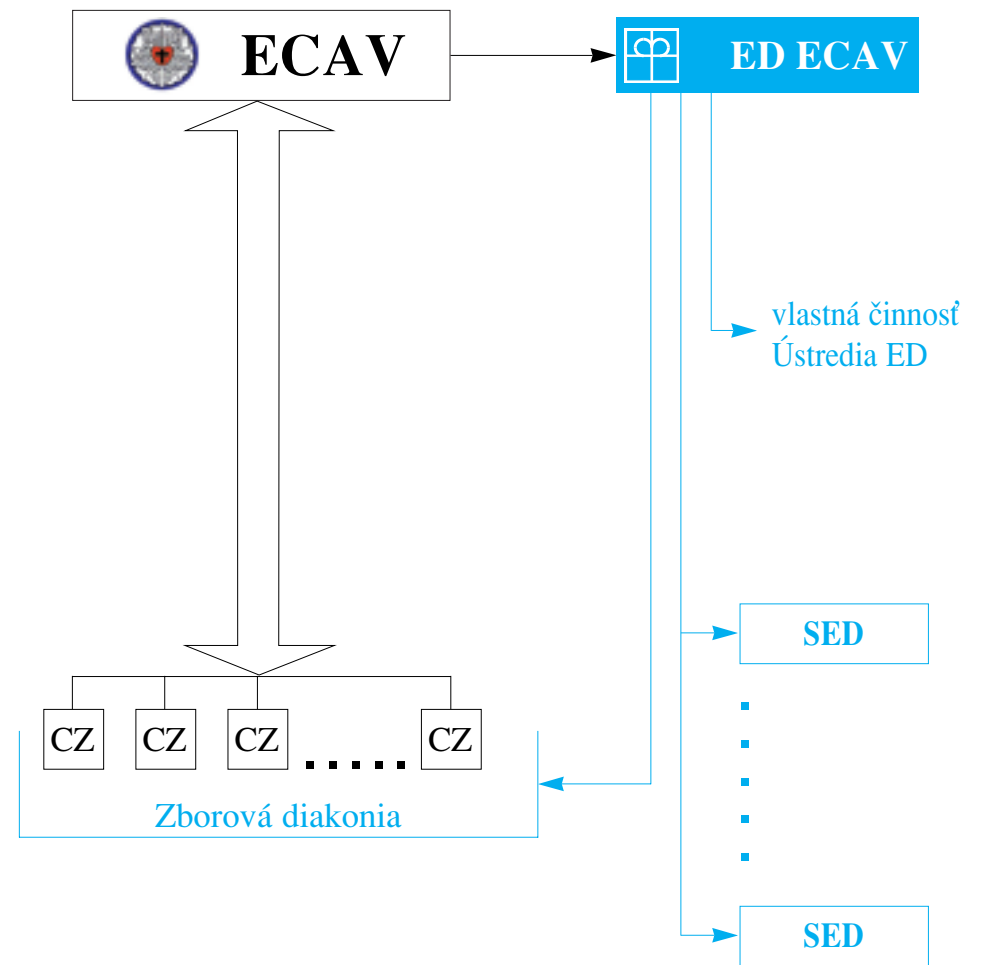 ECAV
ED ECAV
vlastná činnosť
Ústredia ED
SED
CZ CZ CZ CZ
Zborová diakonia
SED